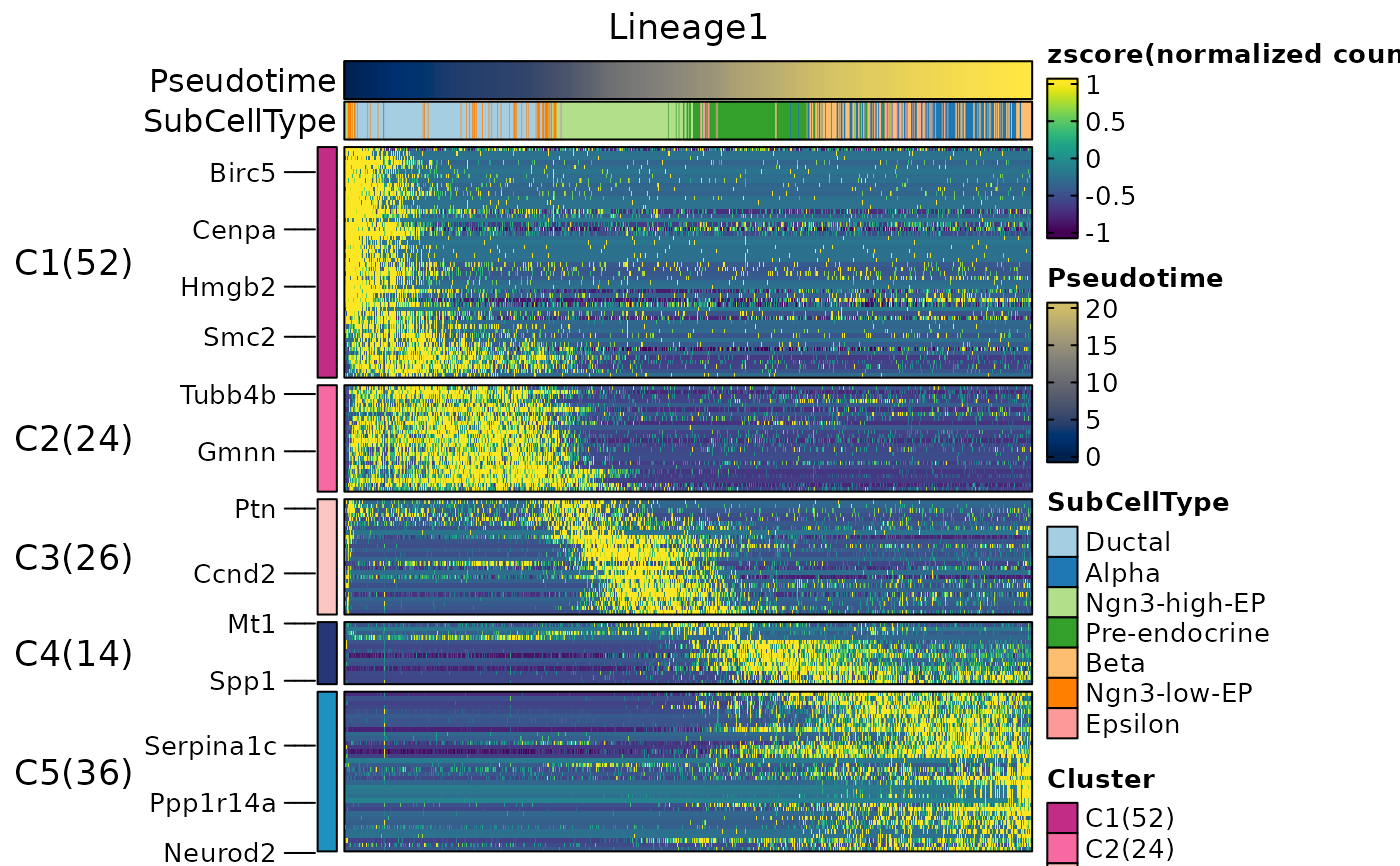 Lineage1
Pseudotime
SubCellType
C1(52)
Birc5
Cenpa
Hmgb2
Smc2
C2(24)
Tubb4b
Gmnn
C3(26)
Ptn
Ccnd2
C4(14)
Mt1
Spp1
C5(36)
Serpina1c
Ppp1r14a
Neurod2
zscore(normalized coun
1
0.5
0
-0.5
-1
Pseudotime
20
15
10
5
0
SubCellType
Ductal
Alpha
Ngn3-high-EP
Pre-endocrine
Beta
Ngn3-low-EP
Epsilon
Cluster
C1(52)
C2(24)